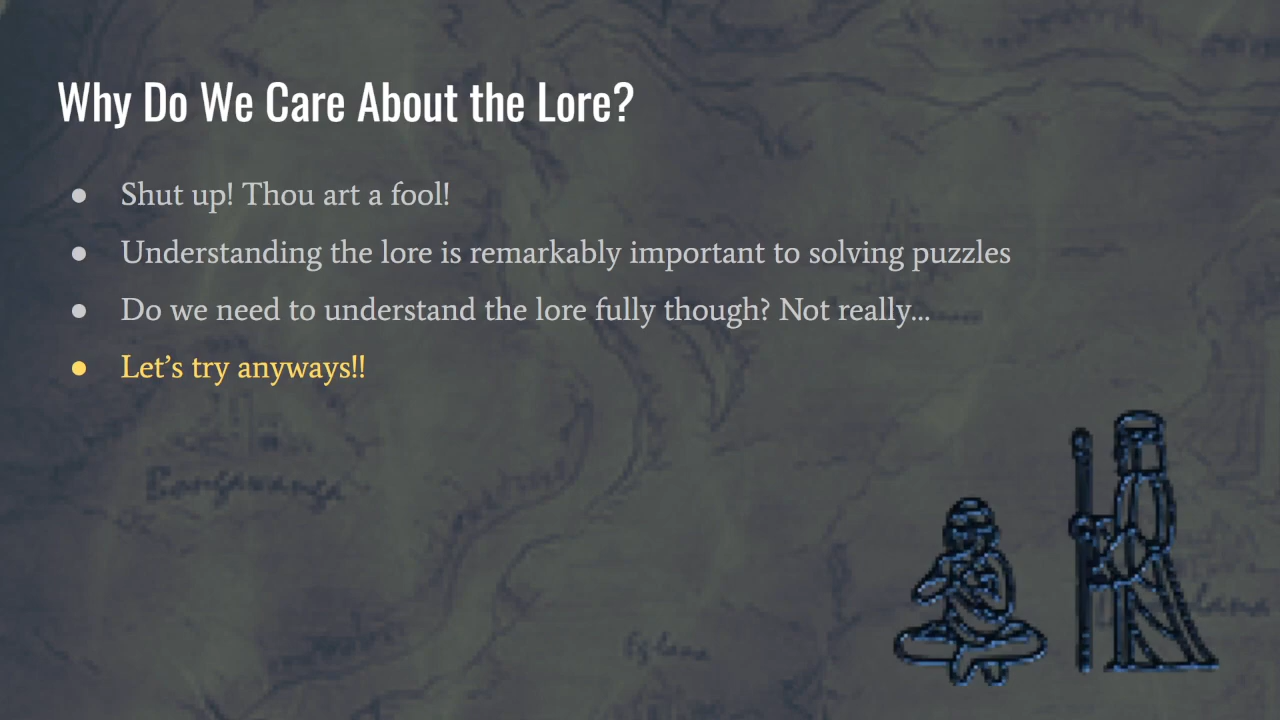 Why Do We Care About the Lore?
● Shut up! Thou art a fool!
● Understanding the lore is remarkably important to solving puzzles
● Do we need to understand the lore fully though? Not really...
● Let's try anyways!!